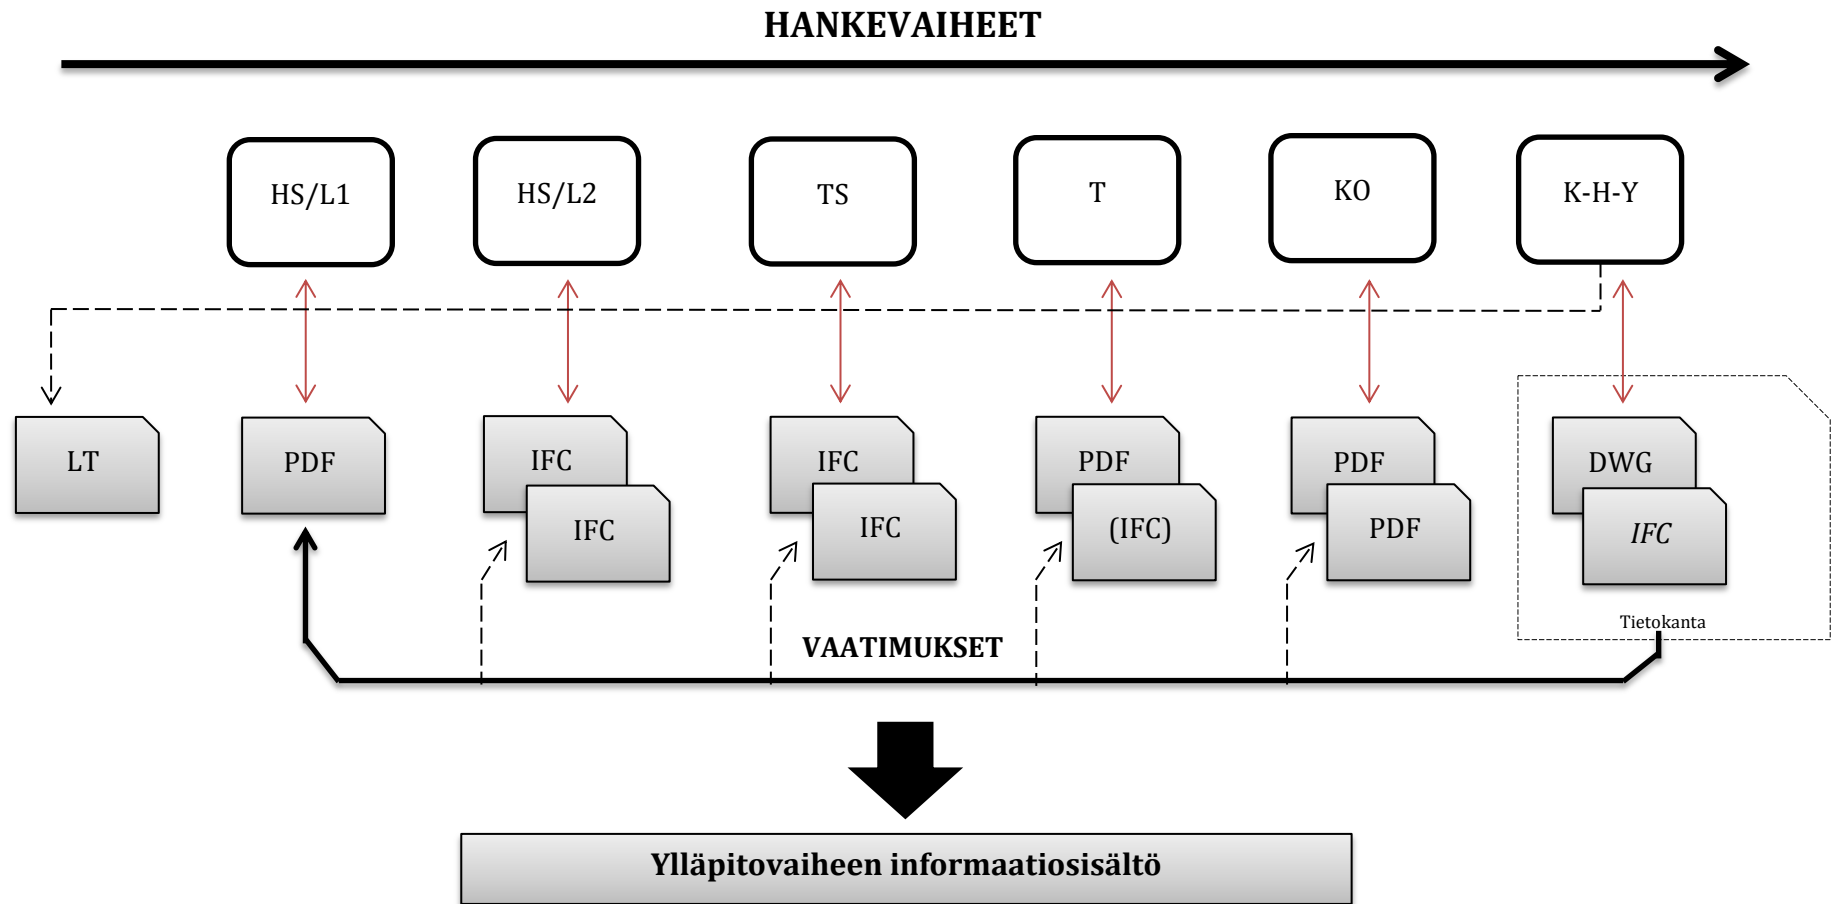 HANKEVAIHEET
HS/L1
HS/L2
TS
T
KO
K-H-Y
LT
PDF
IFC
IFC
IFC
IFC
PDF
(IFC)
PDF
PDF
DWG
IFC
Tietokanta
VAATIMUKSET
Ylläpitovaiheen informaatiosisältö